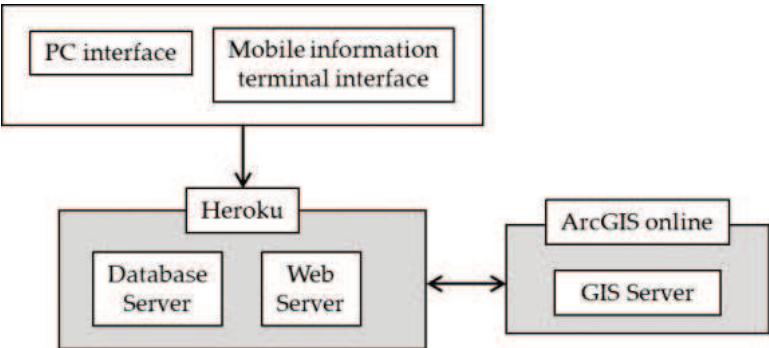 PC interface
Mobile information
terminal interface
Heroku
Database
Server
Web
Server
ArcGIS online
GIS Server